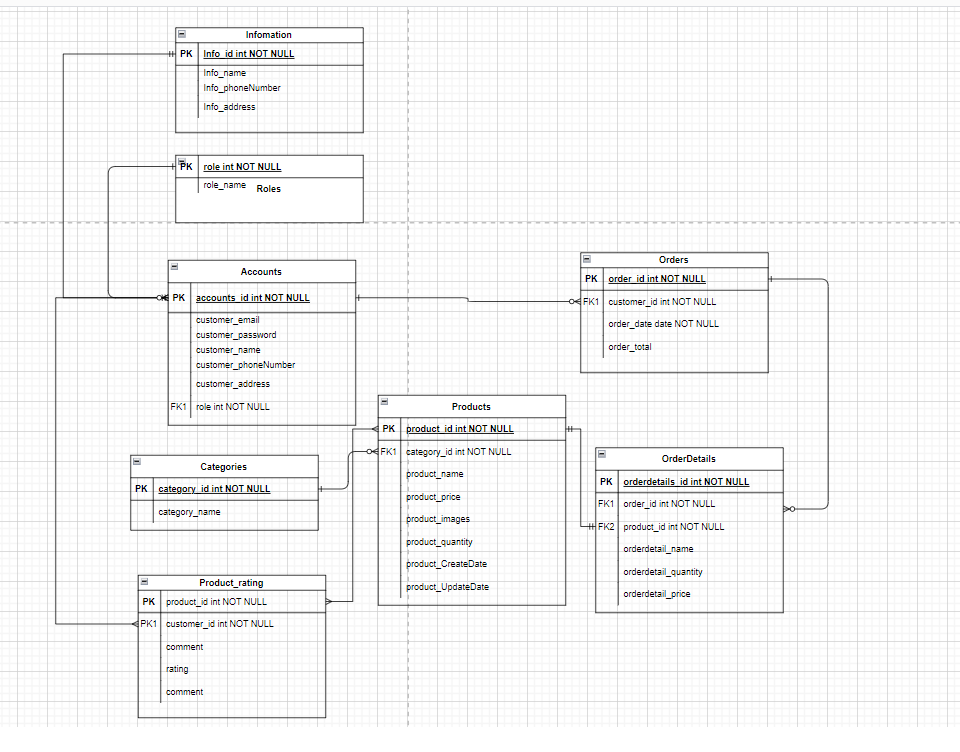 Infomation
PK Info_id int NOT NULL
Info_name
Info_phoneNumber
Info_address
PK role int NOT NULL
role_name
Roles
Accounts
PK accounts_id int NOT NULL
customer_email
customer_password
customer_name
customer_phoneNumber
customer_address
FK1 role int NOT NULL
Orders
PK order_id int NOT NULL
FK1 customer_id int NOT NULL
order_date date NOT NULL
order_total
Products
PK product_id int NOT NULL
FK1 category_id int NOT NULL
product_name
product_price
product_images
product_quantity
product_CreateDate
product_UpdateDate
Categories
PK category_id int NOT NULL
category_name
OrderDetails
PK orderdetails_id int NOT NULL
FK1 order_id int NOT NULL
FK2 product_id int NOT NULL
orderdetail_name
orderdetail_quantity
orderdetail_price
Product_rating
PK product_id int NOT NULL
PK1 customer_id int NOT NULL
comment
rating
comment